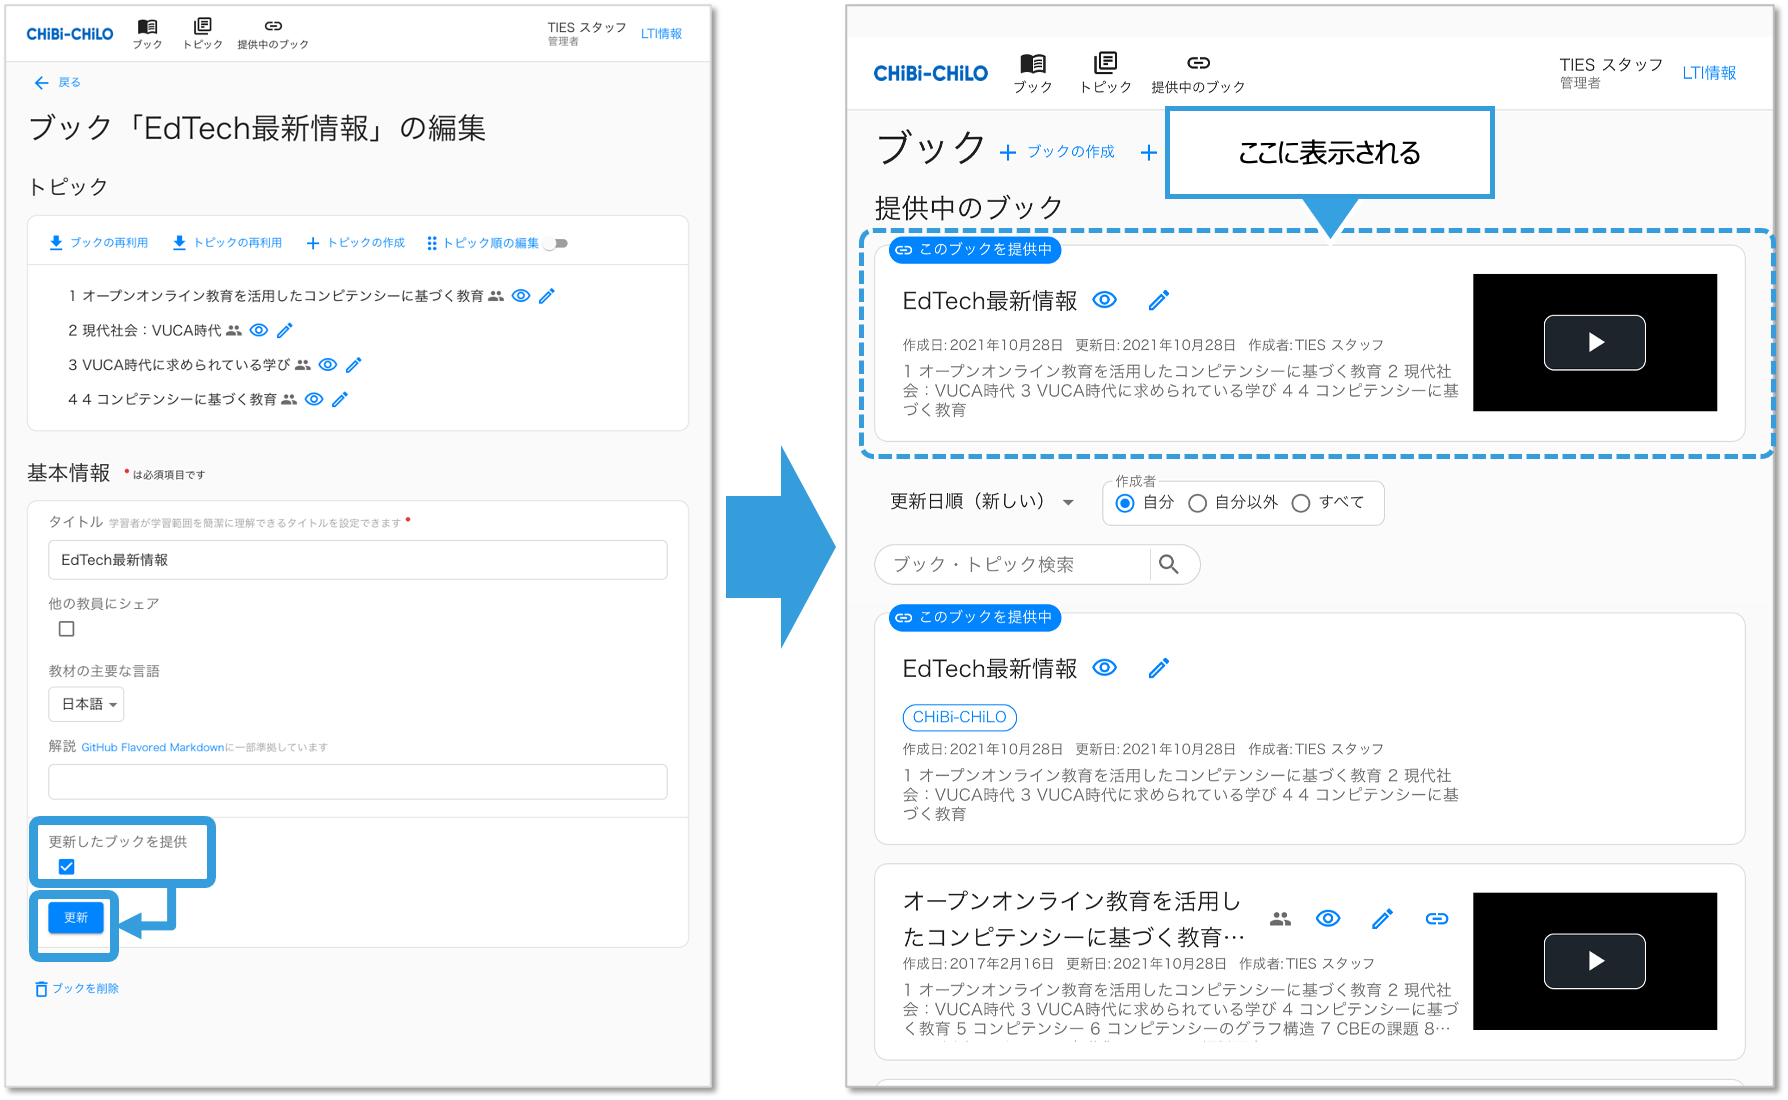 CHiBi-CHiLO
ブック
トピック
提供中のブック
TIES スタッフ
管理者
LTI情報
戻る
ブック「EdTech最新情報」の編集
トピック
ブックの再利用
トピックの再利用
トピックの作成
トピック順の編集
1 オープンオンライン教育を活用したコンピテンシーに基づく教育
2 現代社会：VUCA時代
3 VUCA時代に求められている学び
4 4 コンピテンシーに基づく教育
基本情報 *は必須項目です
タイトル 学習者が学習範囲を簡潔に理解できるタイトルを設定できます *
EdTech最新情報
他の教員にシェア
教材の主要な言語
日本語
解説 GitHub Flavored Markdownに一部準拠しています
更新したブックを提供
更新
ブックを削除
CHiBi-CHiLO
ブック
トピック
提供中のブック
TIES スタッフ
管理者
LTI情報
ブック
ブックの作成
ここに表示される
提供中のブック
このブックを提供中
EdTech最新情報
作成日:2021年10月28日 更新日:2021年10月28日 作成者:TIES スタッフ
1 オープンオンライン教育を活用したコンピテンシーに基づく教育 2 現代社
会：VUCA時代 3 VUCA時代に求められている学び 4 4 コンピテンシーに基
づく教育
更新日順（新しい）
作成者
自分
自分以外
すべて
ブック・トピック検索
このブックを提供中
EdTech最新情報
CHiBi-CHiLO
作成日:2021年10月28日 更新日:2021年10月28日 作成者:TIES スタッフ
1 オープンオンライン教育を活用したコンピテンシーに基づく教育 2 現代社
会：VUCA時代 3 VUCA時代に求められている学び 4 4 コンピテンシーに基
づく教育
オープンオンライン教育を活用し
たコンピテンシーに基づく教育…
作成日:2017年2月16日 更新日:2021年10月28日 作成者:TIES スタッフ
1 オープンオンライン教育を活用したコンピテンシーに基づく教育 2 現代社
会：VUCA時代 3 VUCA時代に求められている学び 4 コンピテンシーに基づ
く教育 5 コンピテンシー 6 コンピテンシーのグラフ構造 7 CBEの課題 8…